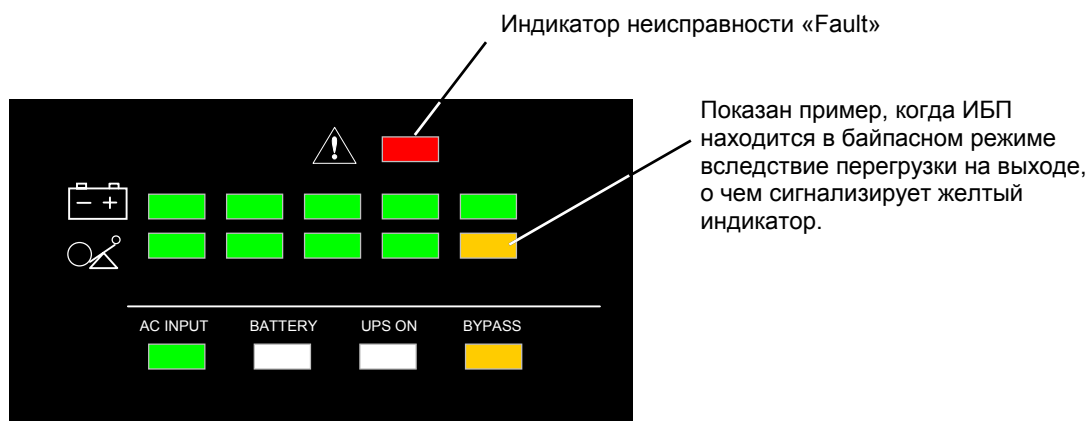 Индикатор неисправности «Fault»
Показан пример, когда ИБП
находится в байпасном режиме
вследствие перегрузки на выходе,
о чем сигнализирует желтый
индикатор.
AC INPUT BATTERY UPS ON BYPASS